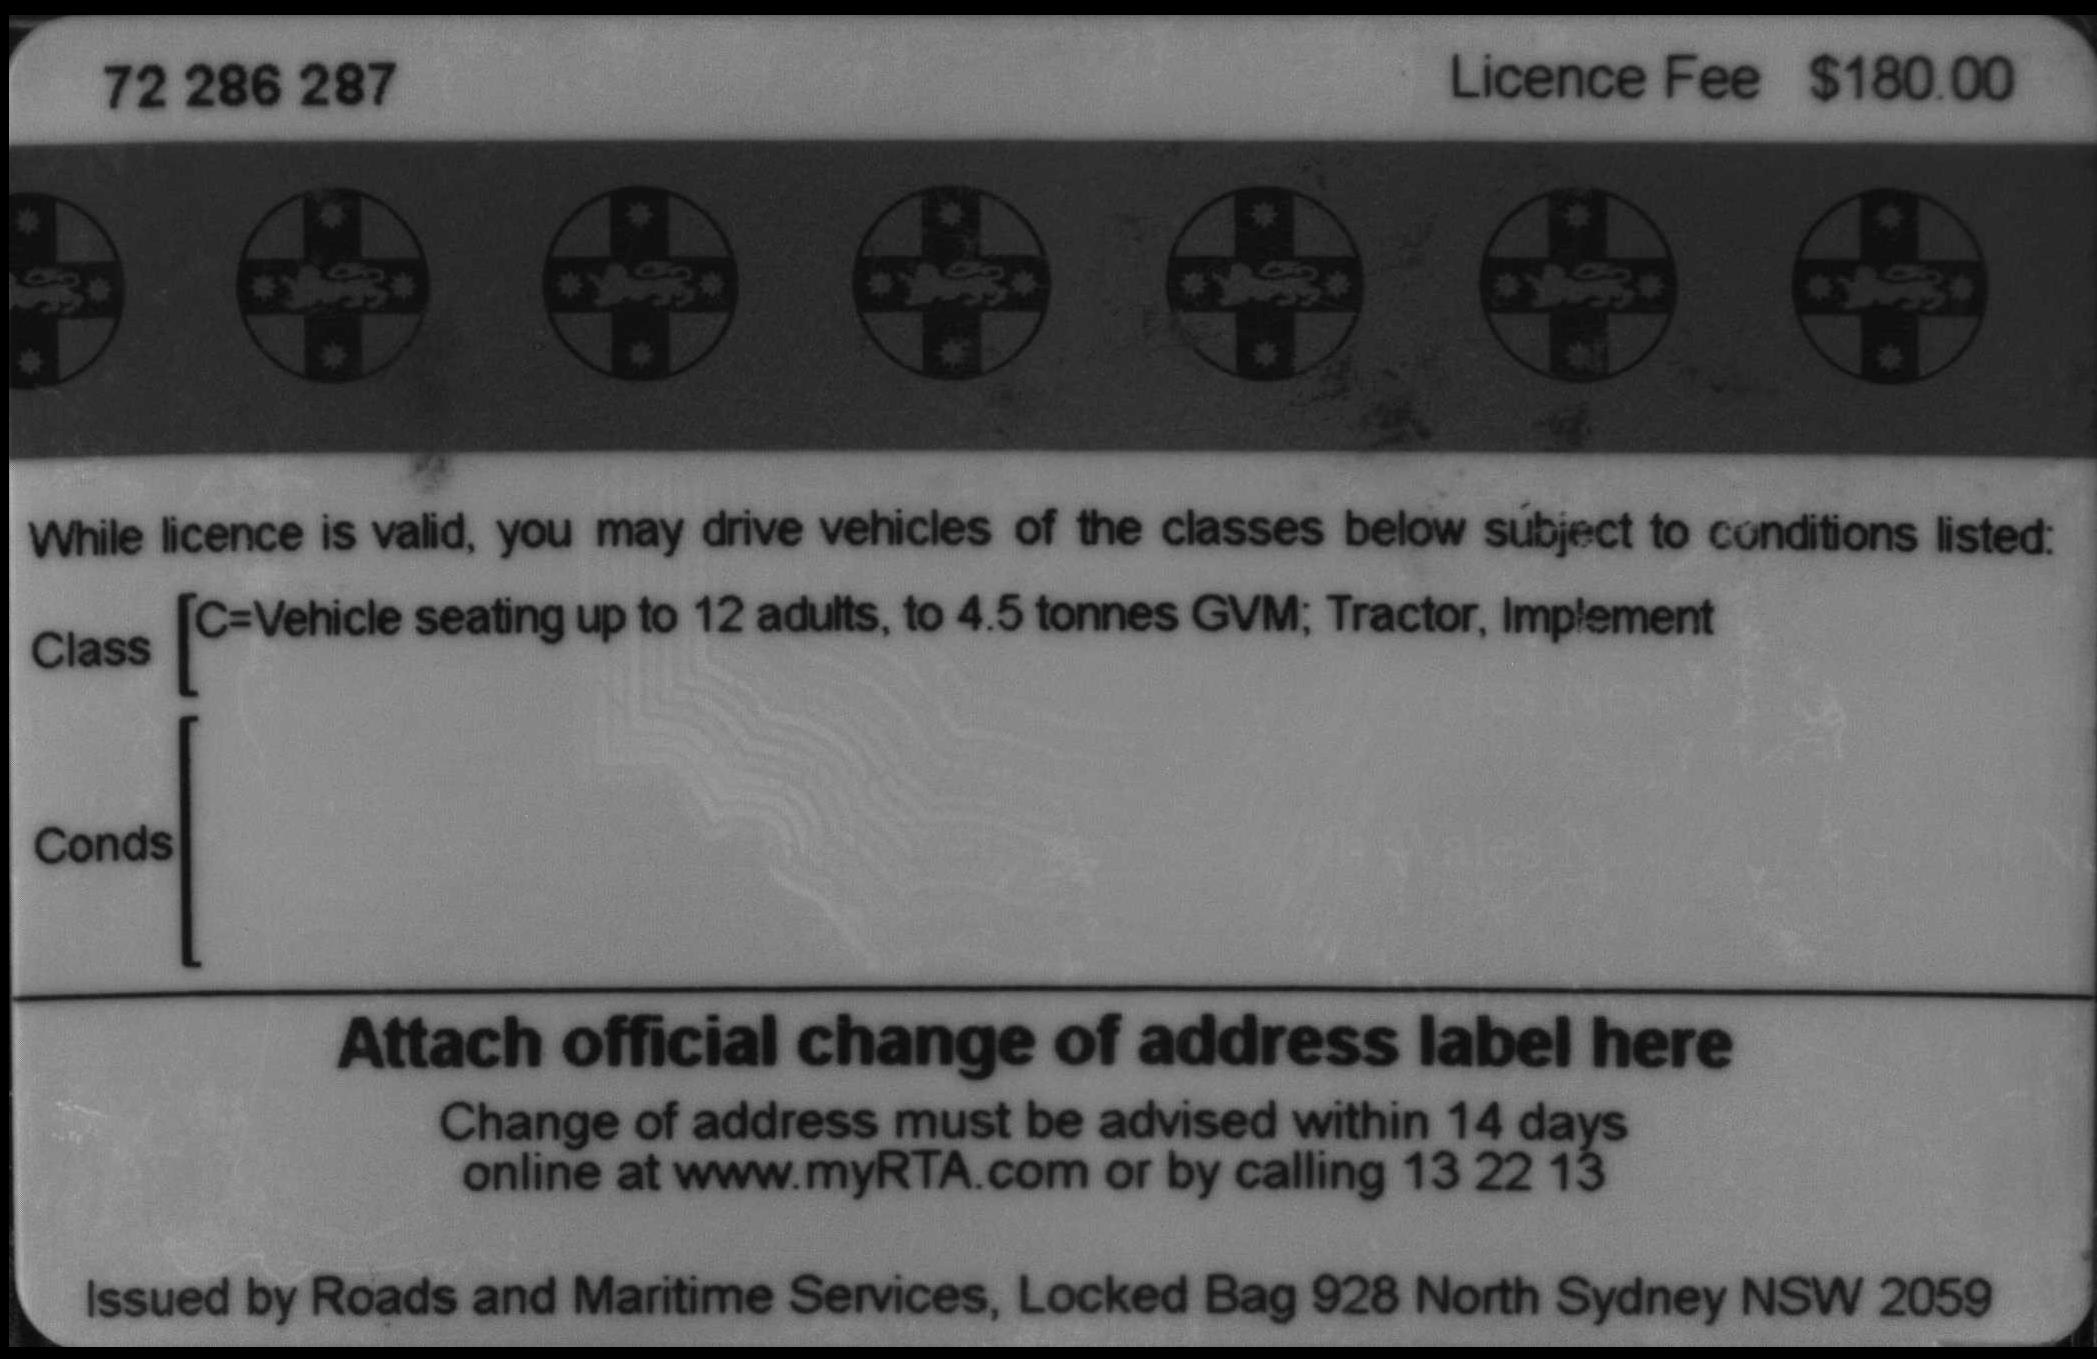 72 286 287 Licence Fee $180.00
While licence is valid, you may drive vehicles of the classes below subject to conditions listed:
Class [C=Vehicle seating up to 12 adults, to 4.5 tonnes GVM; Tractor, Implement
Conds [
Attach official change of address label here
Change of address must be advised within 14 days
online at www.myRTA.com or by calling 13 22 13
Issued by Roads and Maritime Services, Locked Bag 928 North Sydney NSW 2059